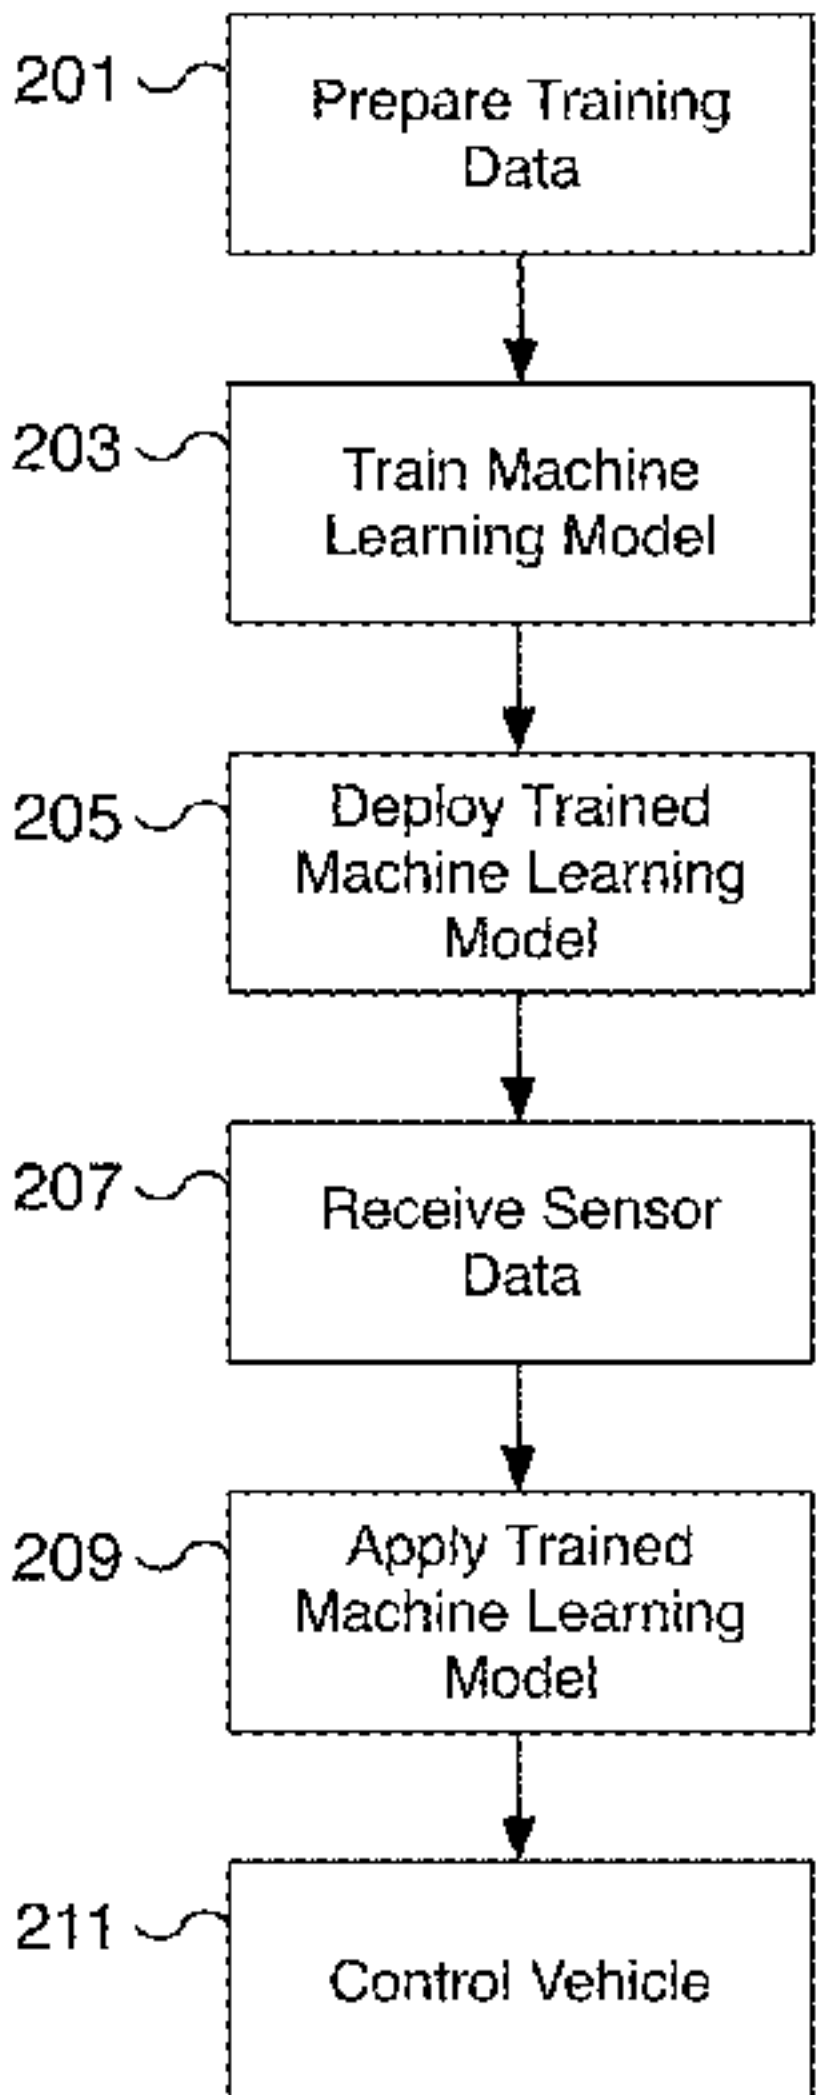 201
Prepare Training
Data
203
Train Machine
Learning Model
205
Deploy Trained
Machine Learning
Model
207
Receive Sensor
Data
209
Apply Trained
Machine Learning
Model
211
Control Vehicle